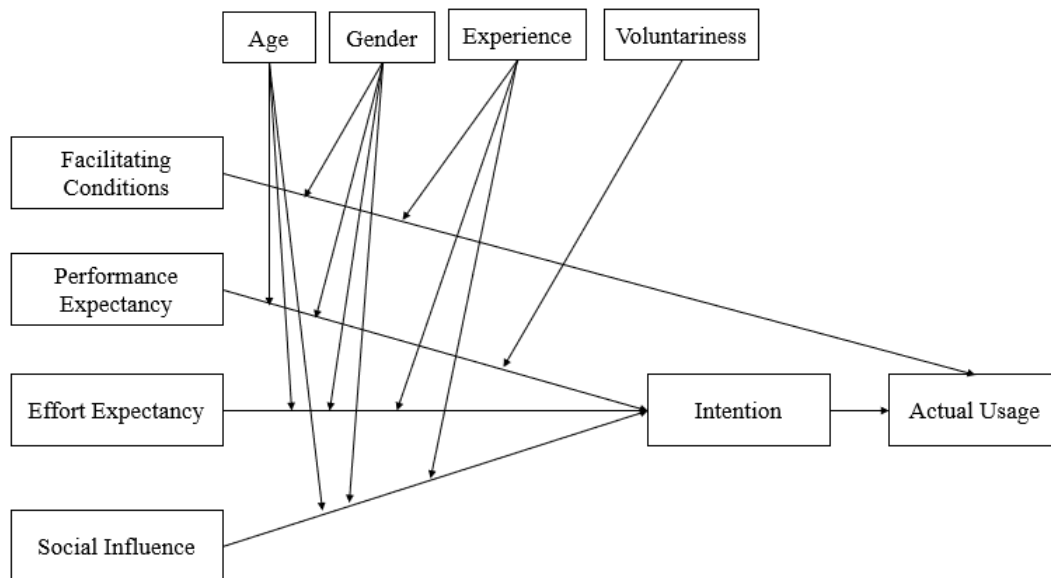 Age
Gender
Experience
Voluntariness
Facilitating
Conditions
Performance
Expectancy
Effort Expectancy
Intention
Actual Usage
Social Influence